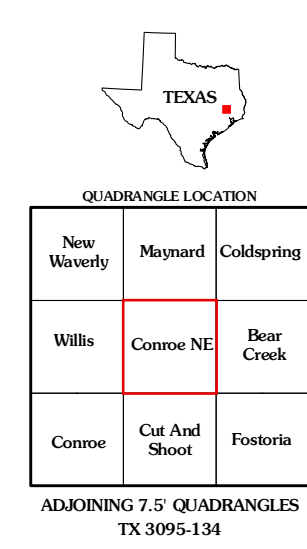 TEXAS
QUADRANGLE LOCATION
New
Waverly
Maynard
Coldspring
Willis
Conroe NE
Bear
Creek
Conroe
Cut And
Shoot
Fostoria
ADJOINING 7.5' QUADRANGLES
TX 3095-134